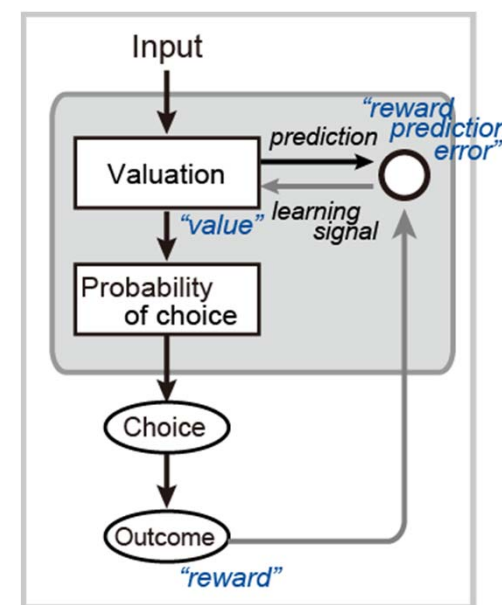 Input
“reward
prediction
error”
prediction
Valuation
learning
signal
“value”
Probability
of choice
Choice
Outcome
“reward”